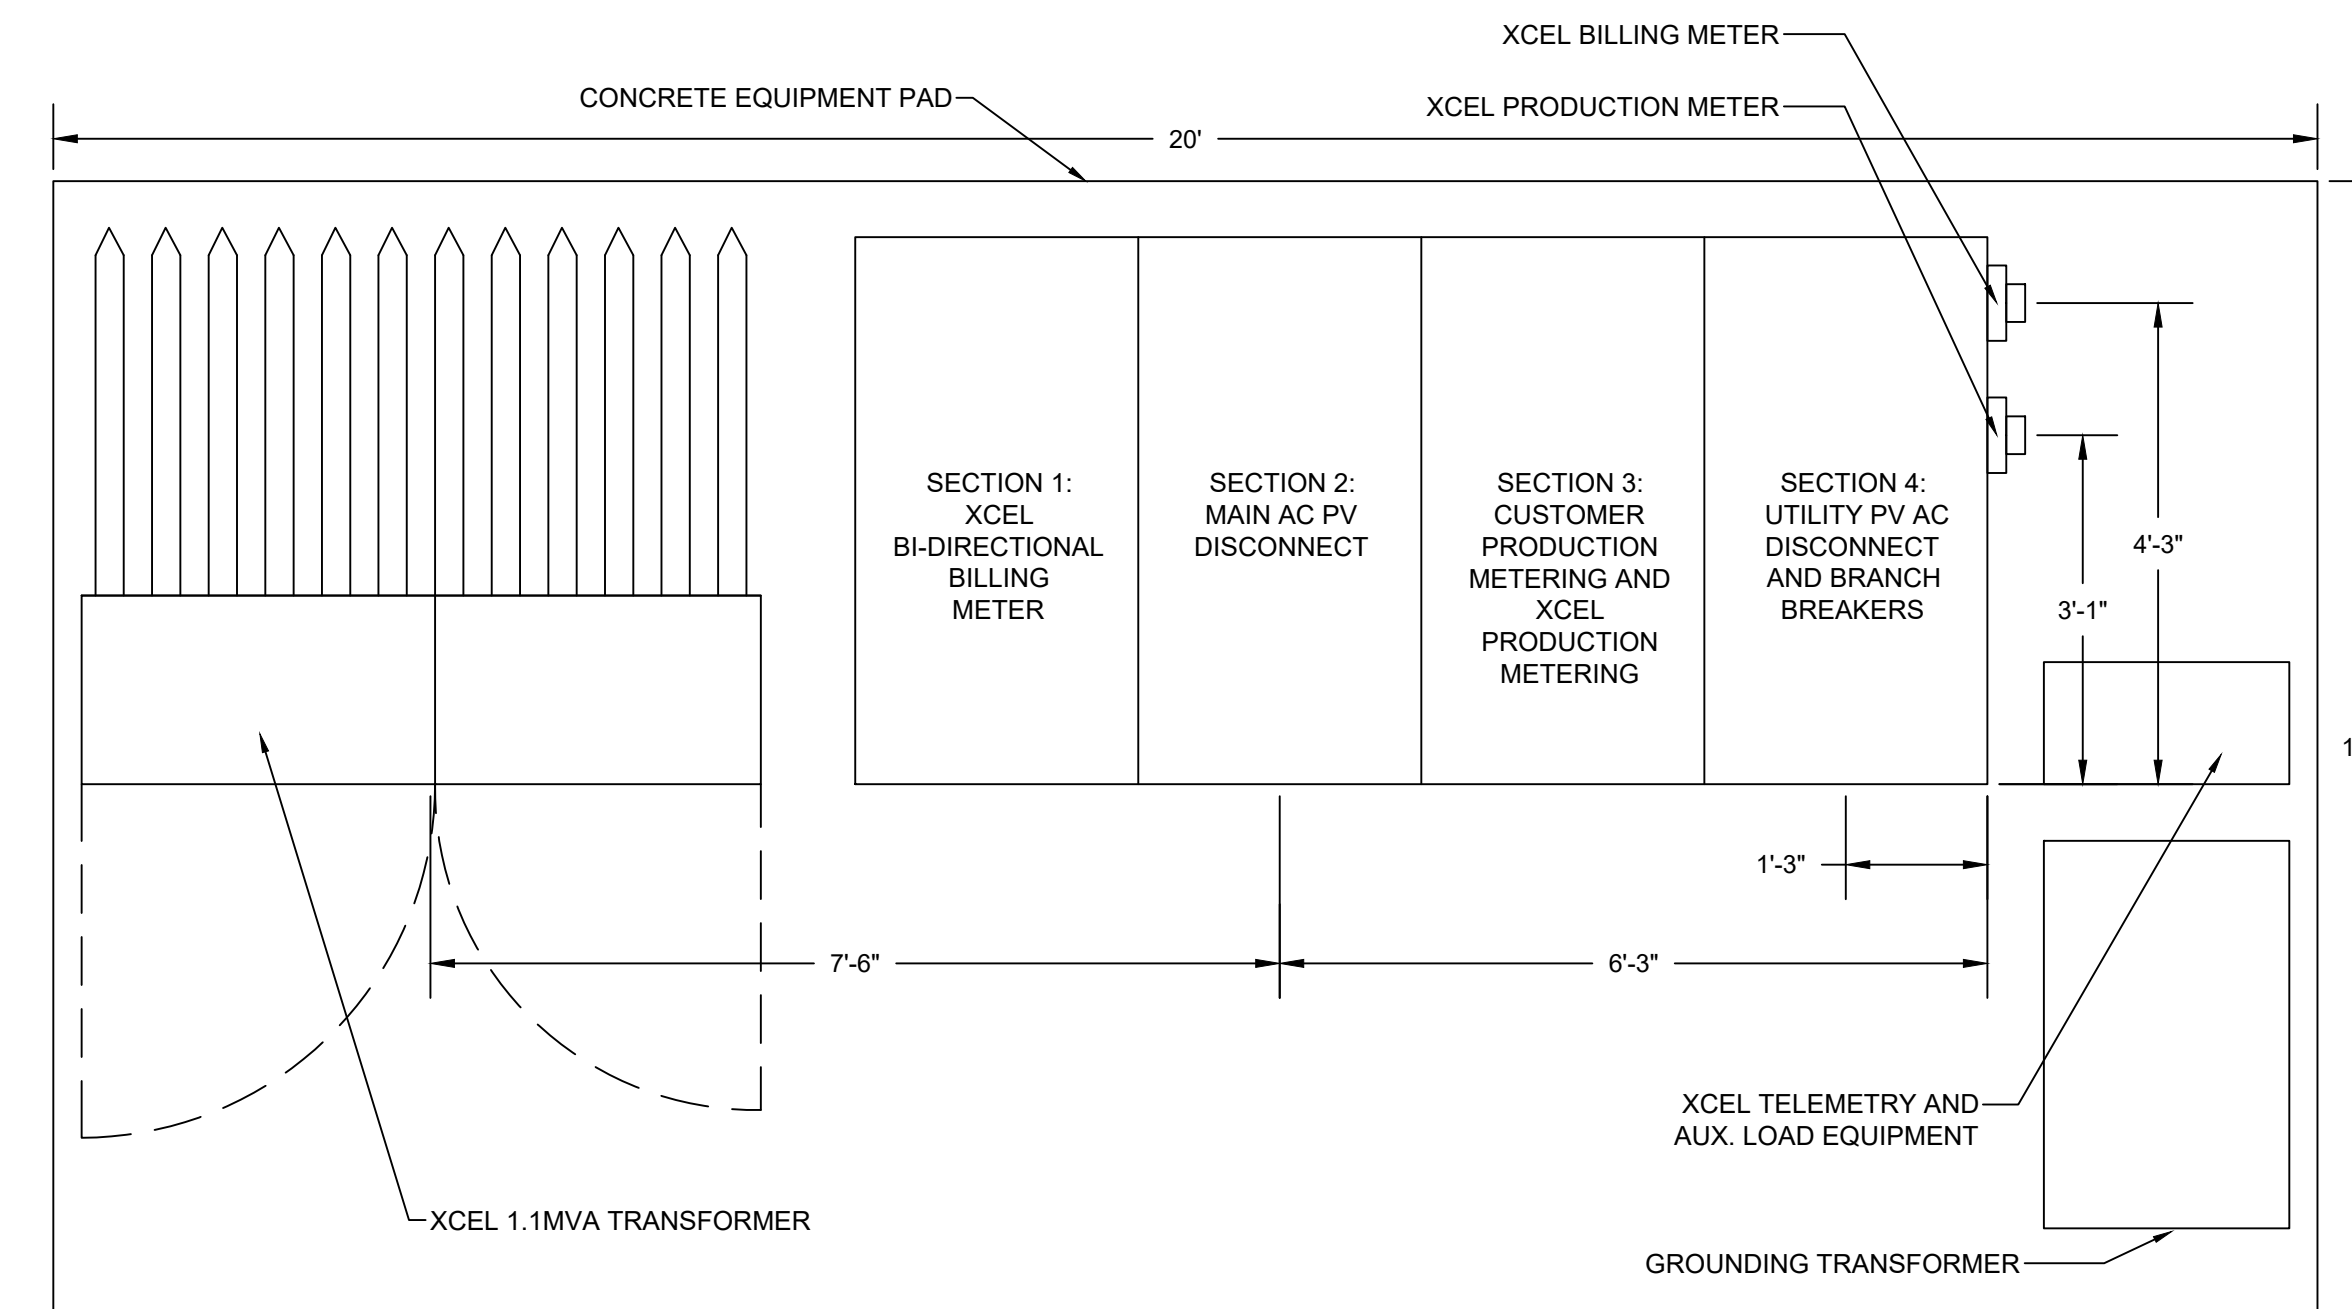 XCEL BILLING METER
CONCRETE EQUIPMENT PAD
XCEL PRODUCTION METER
20'
SECTION 1:
XCEL
BI-DIRECTIONAL
BILLING
METER
SECTION 2:
MAIN AC PV
DISCONNECT
SECTION 3:
CUSTOMER
PRODUCTION
METERING AND
XCEL
PRODUCTION
METERING
SECTION 4:
UTILITY PV AC
DISCONNECT
AND BRANCH
BREAKERS
4'-3"
3'-1"
1'-3"
7'-6"
6'-3"
XCEL TELEMETRY AND
AUX. LOAD EQUIPMENT
XCEL 1.1MVA TRANSFORMER
GROUNDING TRANSFORMER